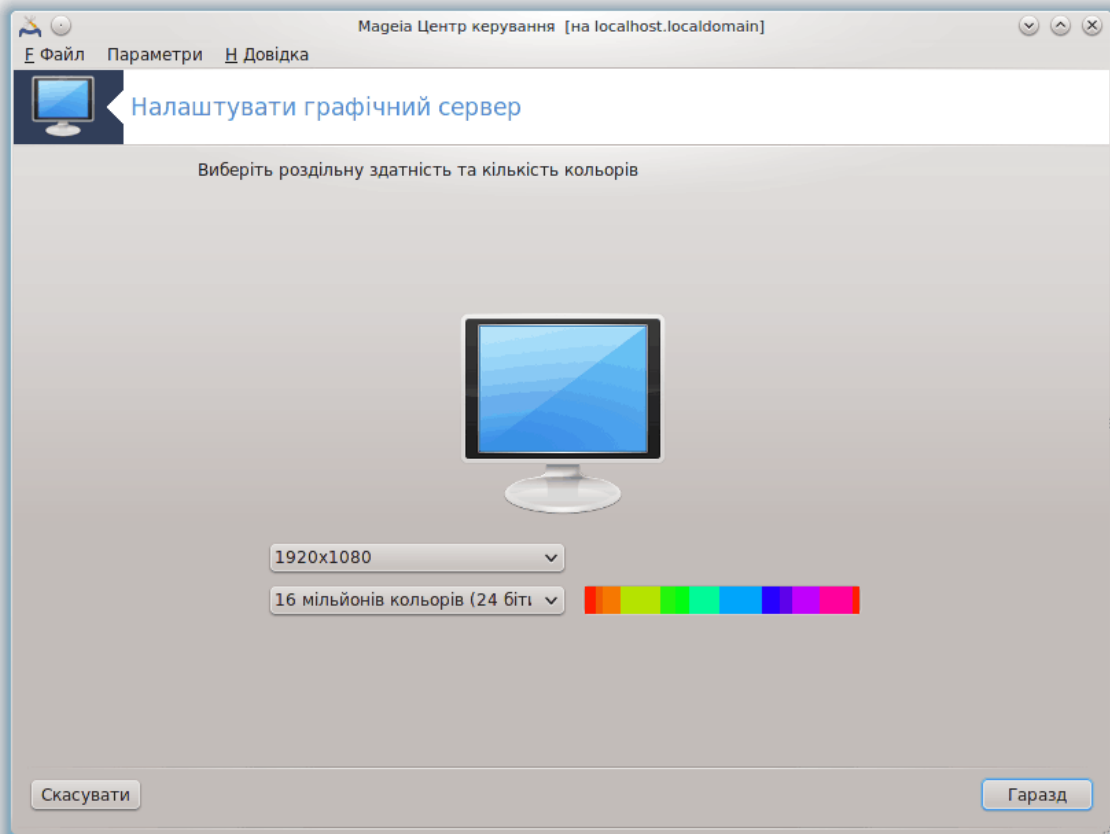 Mageia Центр керування [на localhost.localdomain]
F Файл Параметри H Довідка
Налаштувати графічний сервер
Виберіть роздільну здатність та кількість кольорів
1920x1080
16 мільйонів кольорів (24 біти
Скасувати
Гаразд